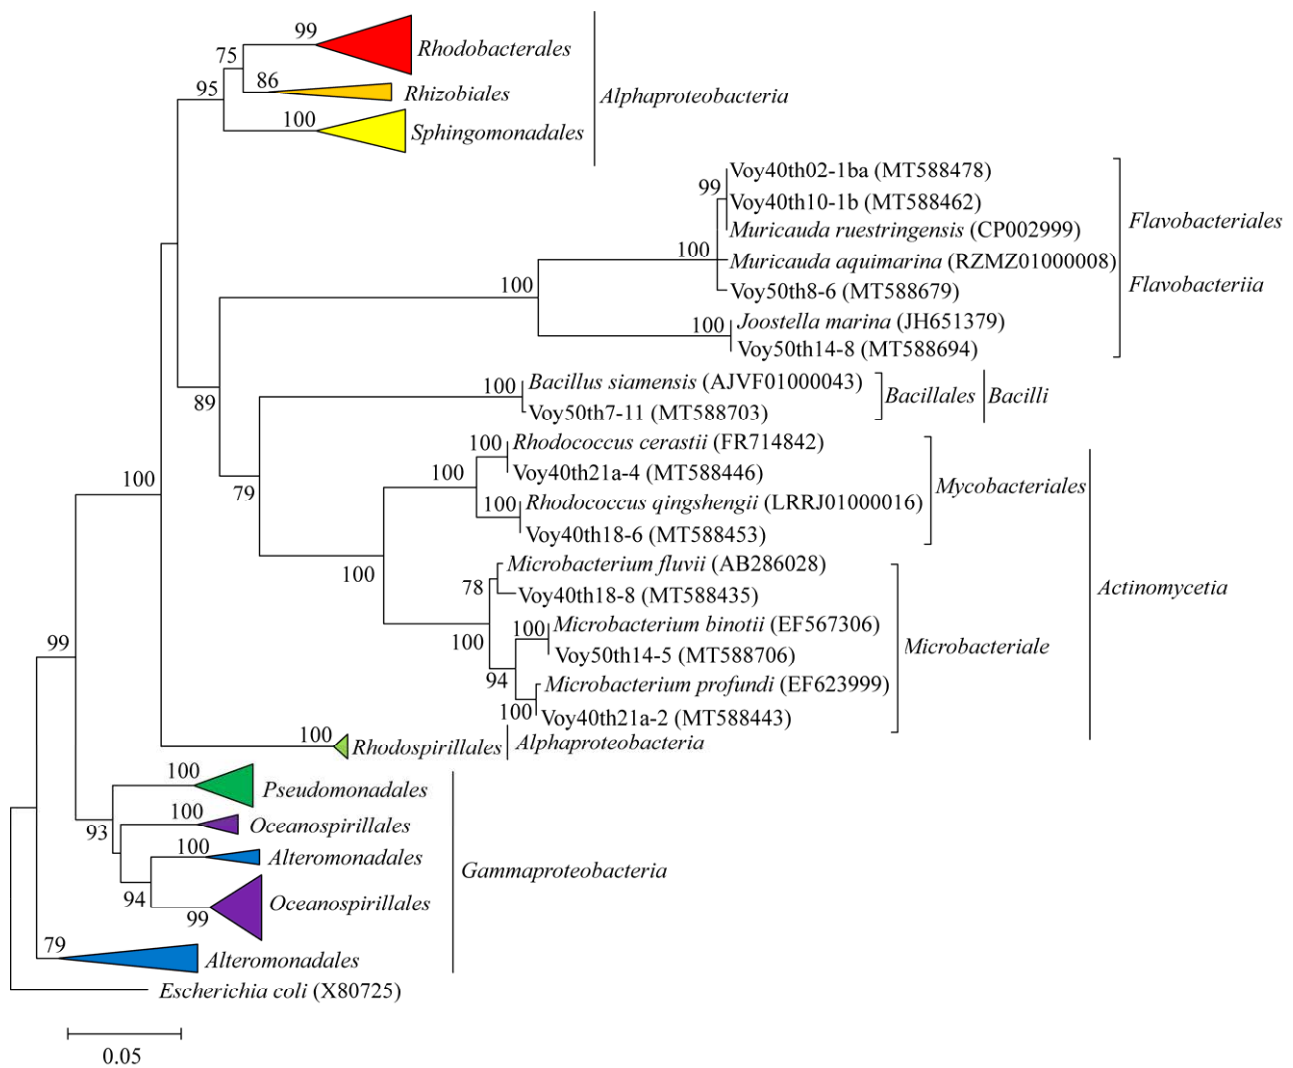 99
Rhodobacterales
75
86
Rhizobiales
95
Alphaproteobacteria
100
Sphingomonadales
Voy40th02-1ba (MT588478)
99
Voy40th10-1b (MT588462)
Flavobacteriales
Muricauda ruestringensis (CP002999)
100
Muricauda aquimarina (RZMZ01000008)
100
Voy50th8-6 (MT588679)
Flavobacteriia
100
Joostella marina (JH651379)
Voy50th14-8 (MT588694)
100
Bacillus siamensis (AJVF01000043)
Bacillales
Bacilli
89
Voy50th7-11 (MT588703)
100
Rhodococcus cerastii (FR714842)
100
Voy40th21a-4 (MT588446)
100
Mycobacteriales
79
100
Rhodococcus qingshengii (LRRJ01000016)
Voy40th18-6 (MT588453)
100
Microbacterium fluvii (AB286028)
78
Voy40th18-8 (MT588435)
Actinomycetia
100
100
Microbacterium binotii (EF567306)
99
Microbacteriale
Voy50th14-5 (MT588706)
94
Microbacterium profundi (EF623999)
100
Voy40th21a-2 (MT588443)
100
Rhodospirillales
Alphaproteobacteria
100
Pseudomonadales
93
100
Oceanospirillales
100
Alteromonadales
Gammaproteobacteria
94
99
Oceanospirillales
79
Alteromonadales
Escherichia coli (X80725)
0.05